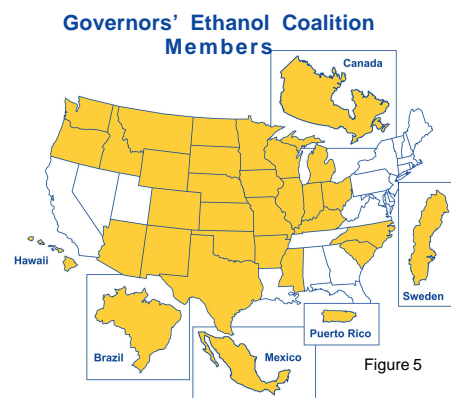 Governors' Ethanol Coalition
Members
Canada
Hawaii
Sweden
Puerto Rico
Brazil
Mexico
Figure 5